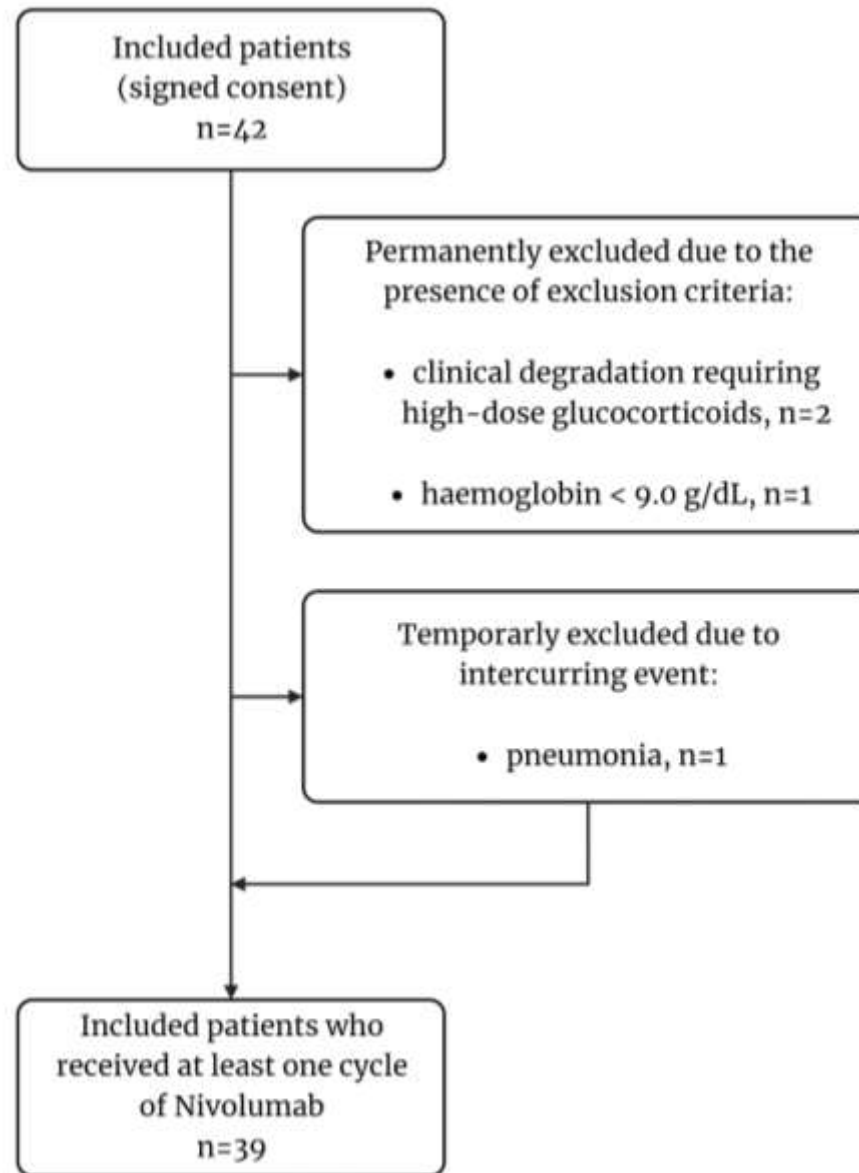 Included patients
(signed consent)
n=42
Permanently excluded due to the
presence of exclusion criteria:
• clinical degradation requiring
high-dose glucocorticoids, n=2
• haemoglobin < 9.0 g/dL, n=1
Temporarly excluded due to
intercurring event:
• pneumonia, n=1
Included patients who
received at least one cycle
of Nivolumab
n=39